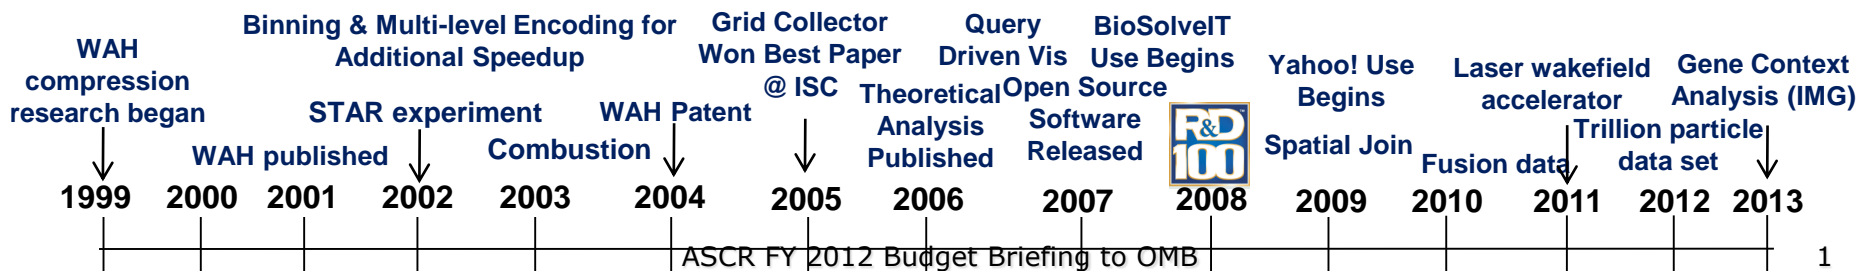 WAH
compression
research began
WAH published
Binning & Multi-level Encoding for
Additional Speedup
STAR experiment
Combustion
WAH Patent
Grid Collector
Won Best Paper
@ ISC
Theoretical
Analysis
Published
Query
Driven Vis
Open Source
Software
Released
BioSolveIT
Use Begins
R&D
100
Yahoo! Use
Begins
Spatial Join
Fusion data
Laser wakefield
accelerator
Trillion particle
data set
Gene Context
Analysis (IMG)
1999 2000 2001 2002 2003 2004 2005 2006 2007 2008 2009 2010 2011 2012 2013
ASCR FY 2012 Budget Briefing to OMB
1